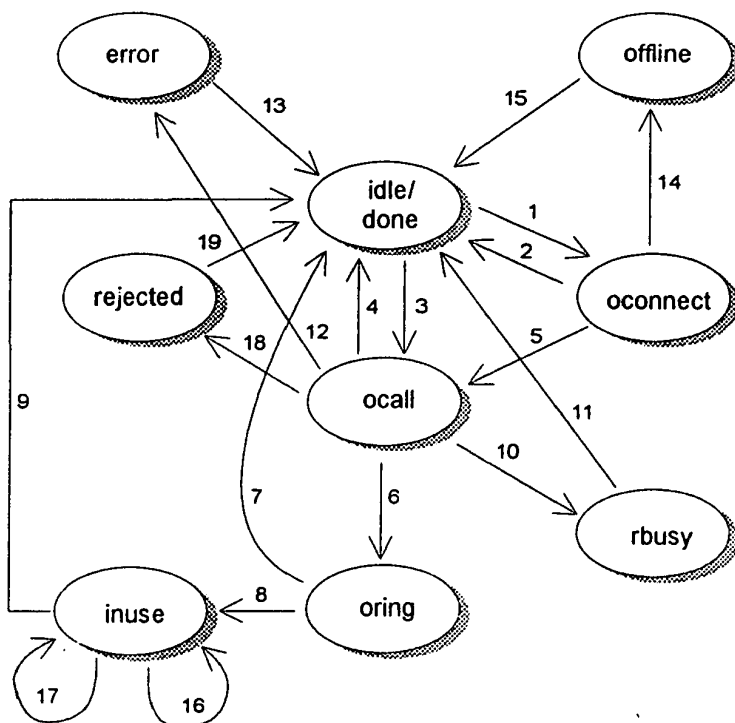 error
offline
13
15
idle/
done
1
14
2
19
rejected
oconnect
4
3
12
18
5
ocall
9
11
10
7
6
rbusy
8
inuse
oring
17
16